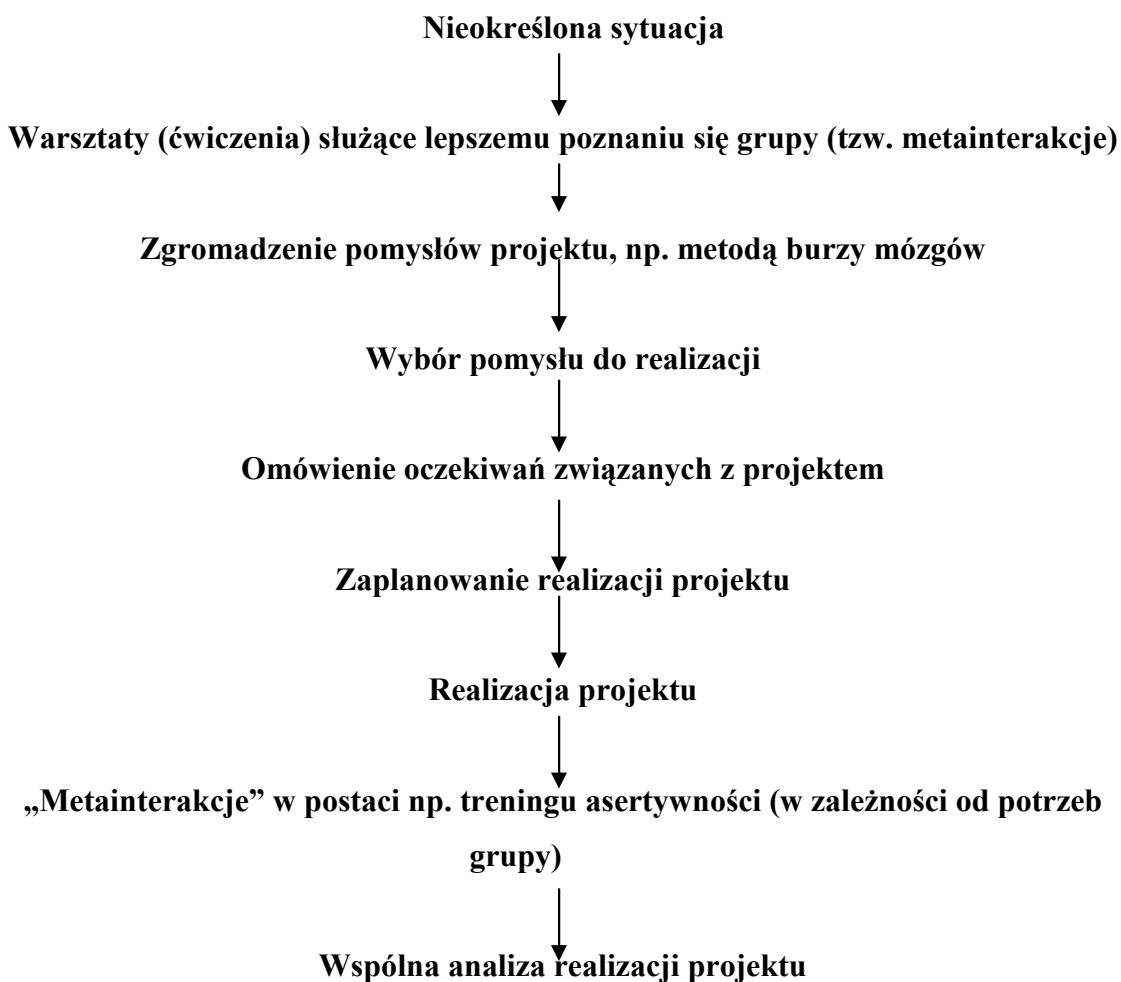 Nieokreślona sytuacja
Warsztaty (ćwiczenia) służące lepszemu poznaniu się grupy (tzw. metainterakcje)
Zgromadzenie pomysłów projektu, np. metodą burzy mózgów
Wybór pomysłu do realizacji
Omówienie oczekiwań związanych z projektem
Zaplanowanie realizacji projektu
Realizacja projektu
„Metainterakcje” w postaci np. treningu asertywności (w zależności od potrzeb
grupy)
Wspólna analiza realizacji projektu